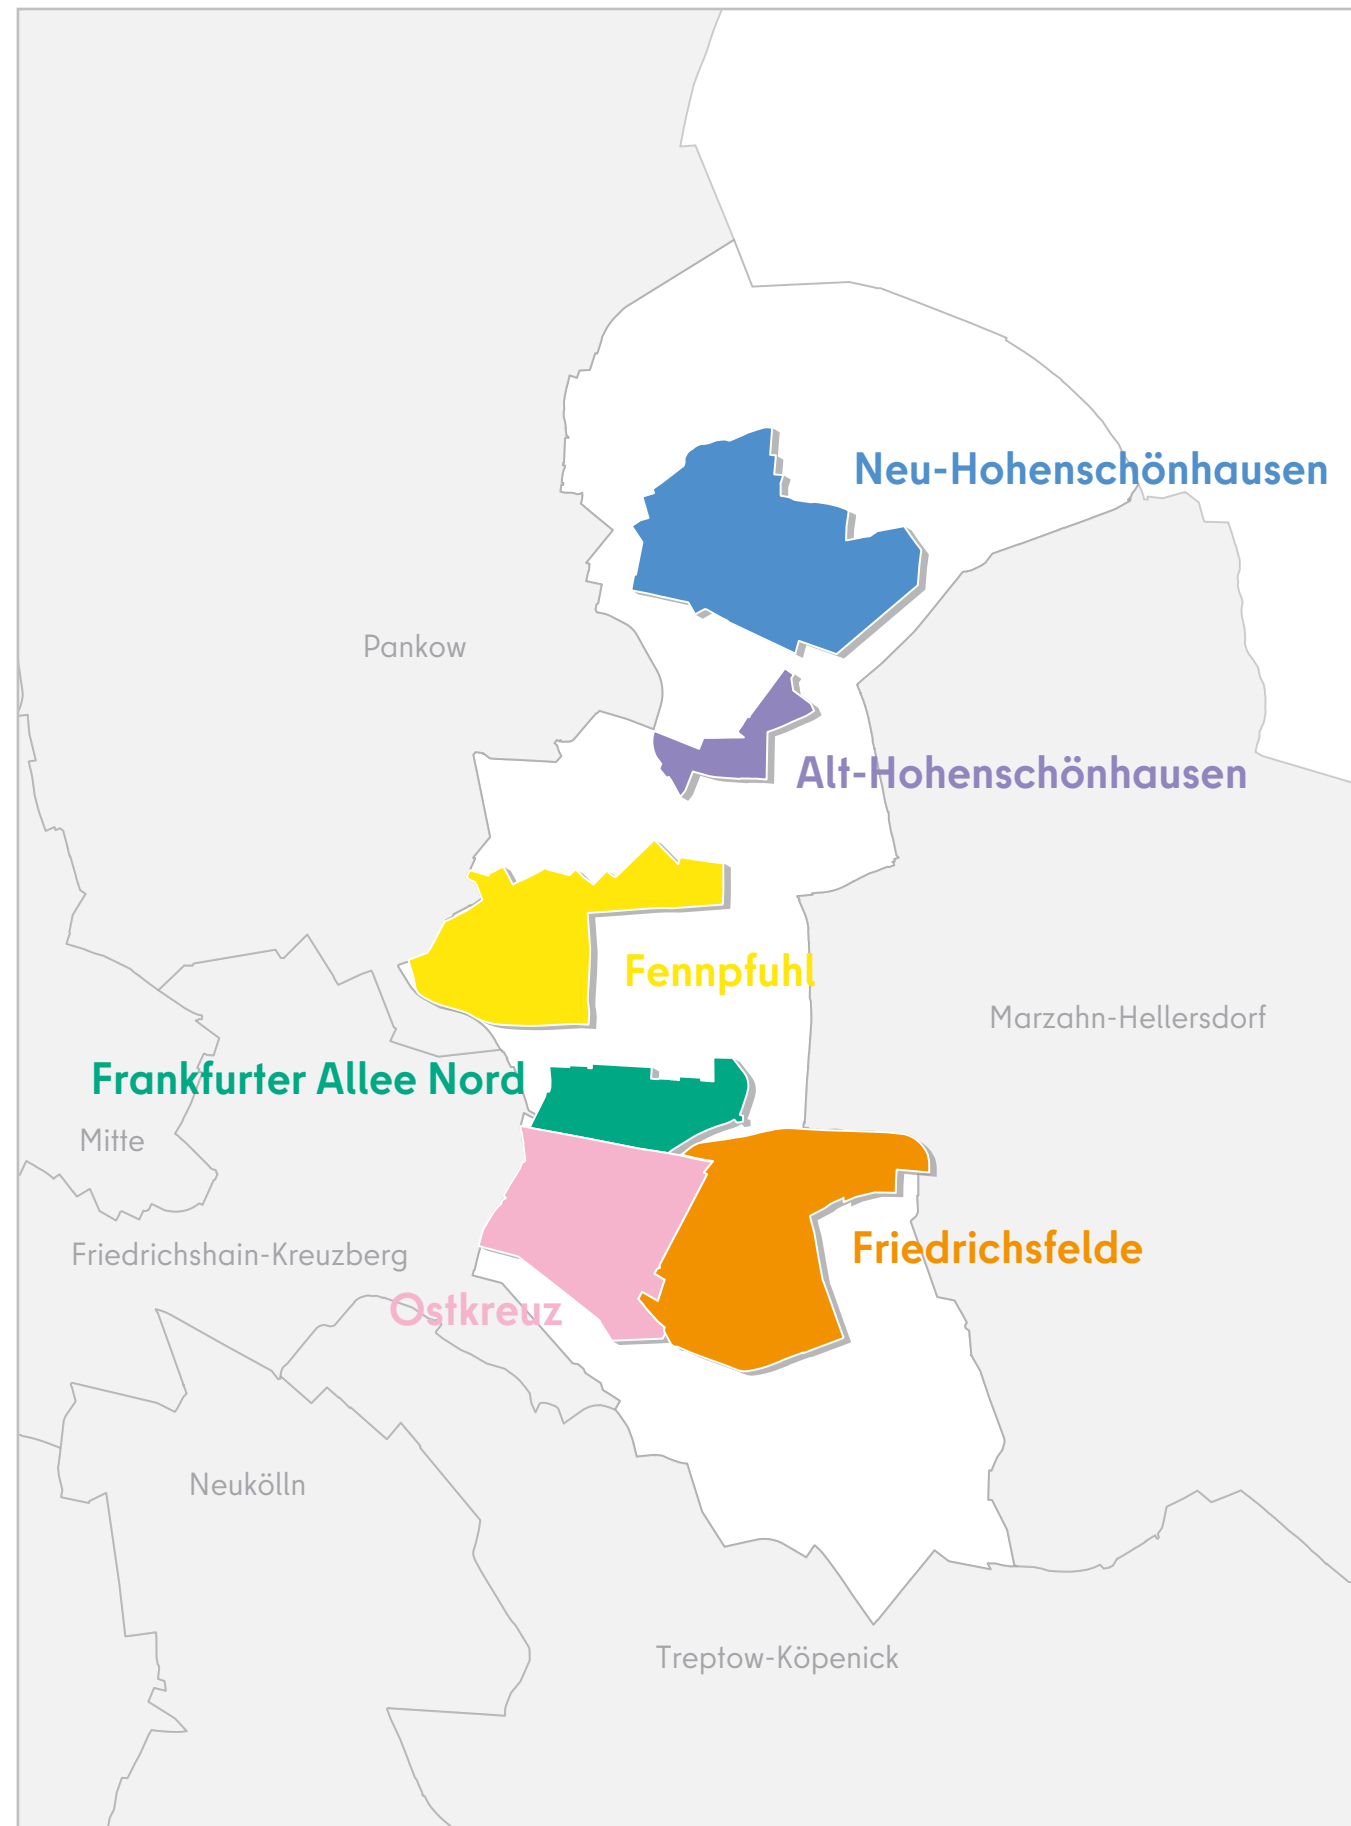 Neu-Hohenschönhausen
Pankow
Alt-Hohenschönhausen
Fennpfuhl
Marzahn-Hellersdorf
Frankfurter Allee Nord
Mitte
Friedrichshain-Kreuzberg
Friedrichsfelde
Ostkreuz
Neukölln
Treptow-Köpenick